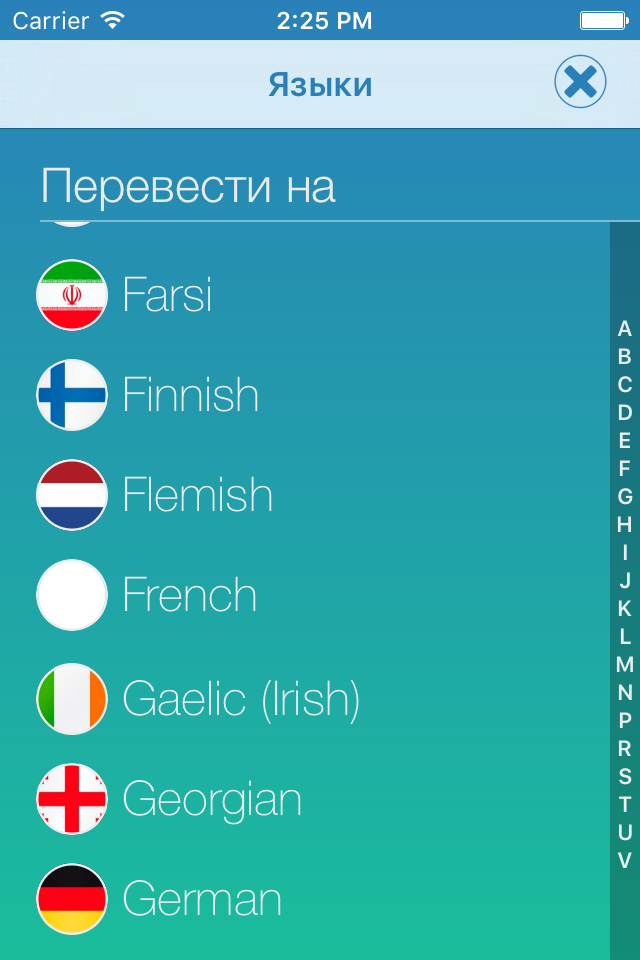 Carrier 2:25 PM
Языки
Перевести на
Farsi
Finnish
Flemish
French
Gaelic (Irish)
Georgian
German
A
B
C
D
E
F
G
H
I
J
K
L
M
N
P
R
S
T
U
V